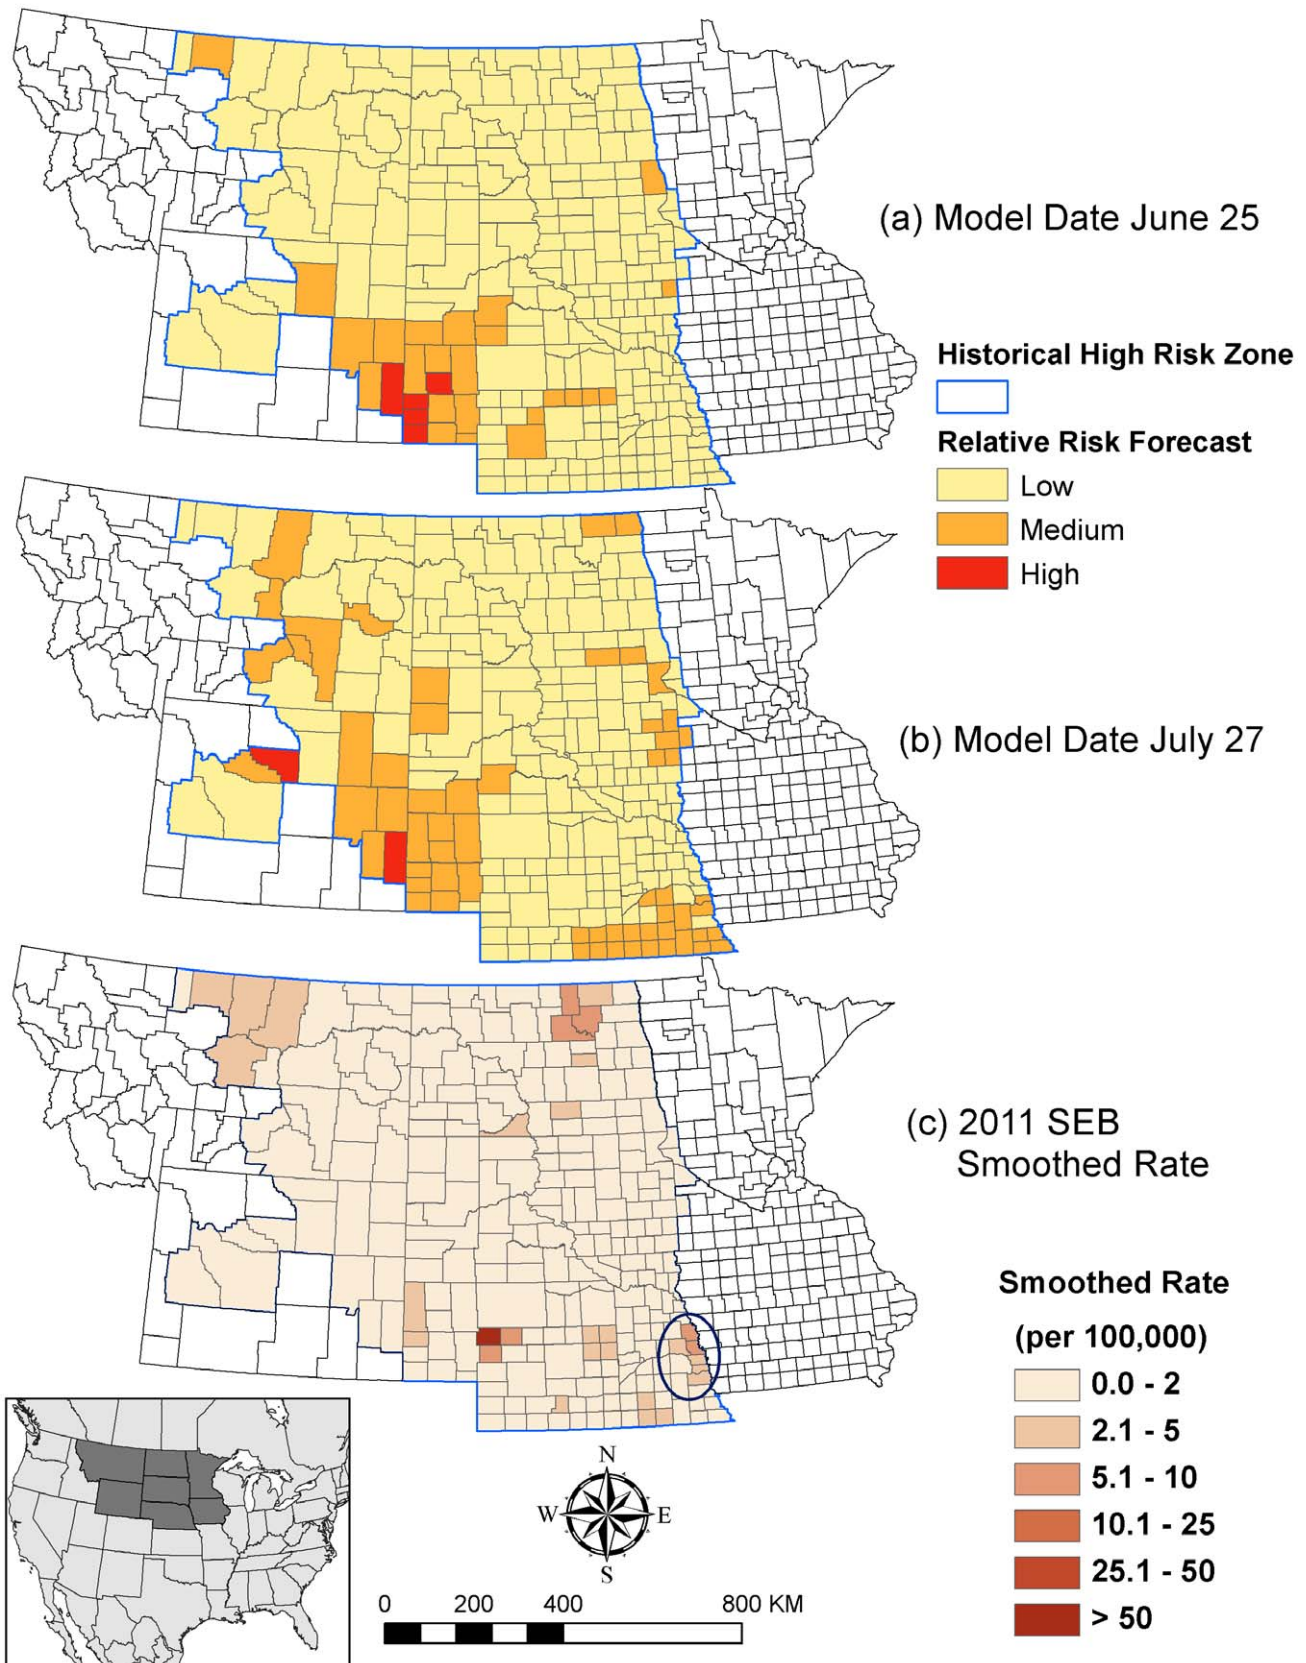 (a) Model Date June 25
Historical High Risk Zone
Relative Risk Forecast
Low
Medium
High
(b) Model Date July 27
(c) 2011 SEB
Smoothed Rate
Smoothed Rate
(per 100,000)
0.0 - 2
2.1 - 5
5.1 - 10
10.1 - 25
25.1 - 50
> 50
N
W
E
S
0 200 400 800 KM